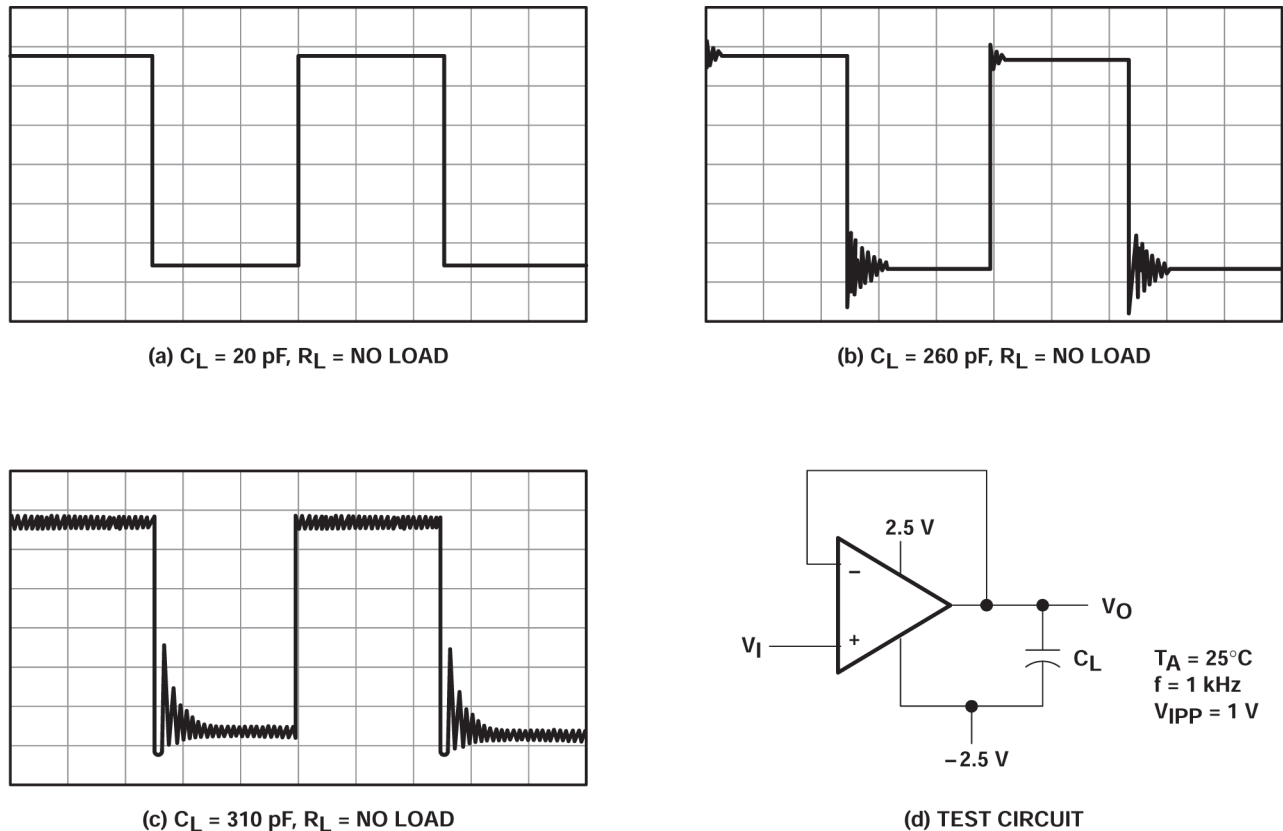 (a) CL = 20 pF, RL = NO LOAD
(b) CL = 260 pF, RL = NO LOAD
(c) CL = 310 pF, RL = NO LOAD
2.5 V
−
+
VI
VO
CL
−2.5 V
TA = 25°C
f = 1 kHz
VIPP = 1 V
(d) TEST CIRCUIT